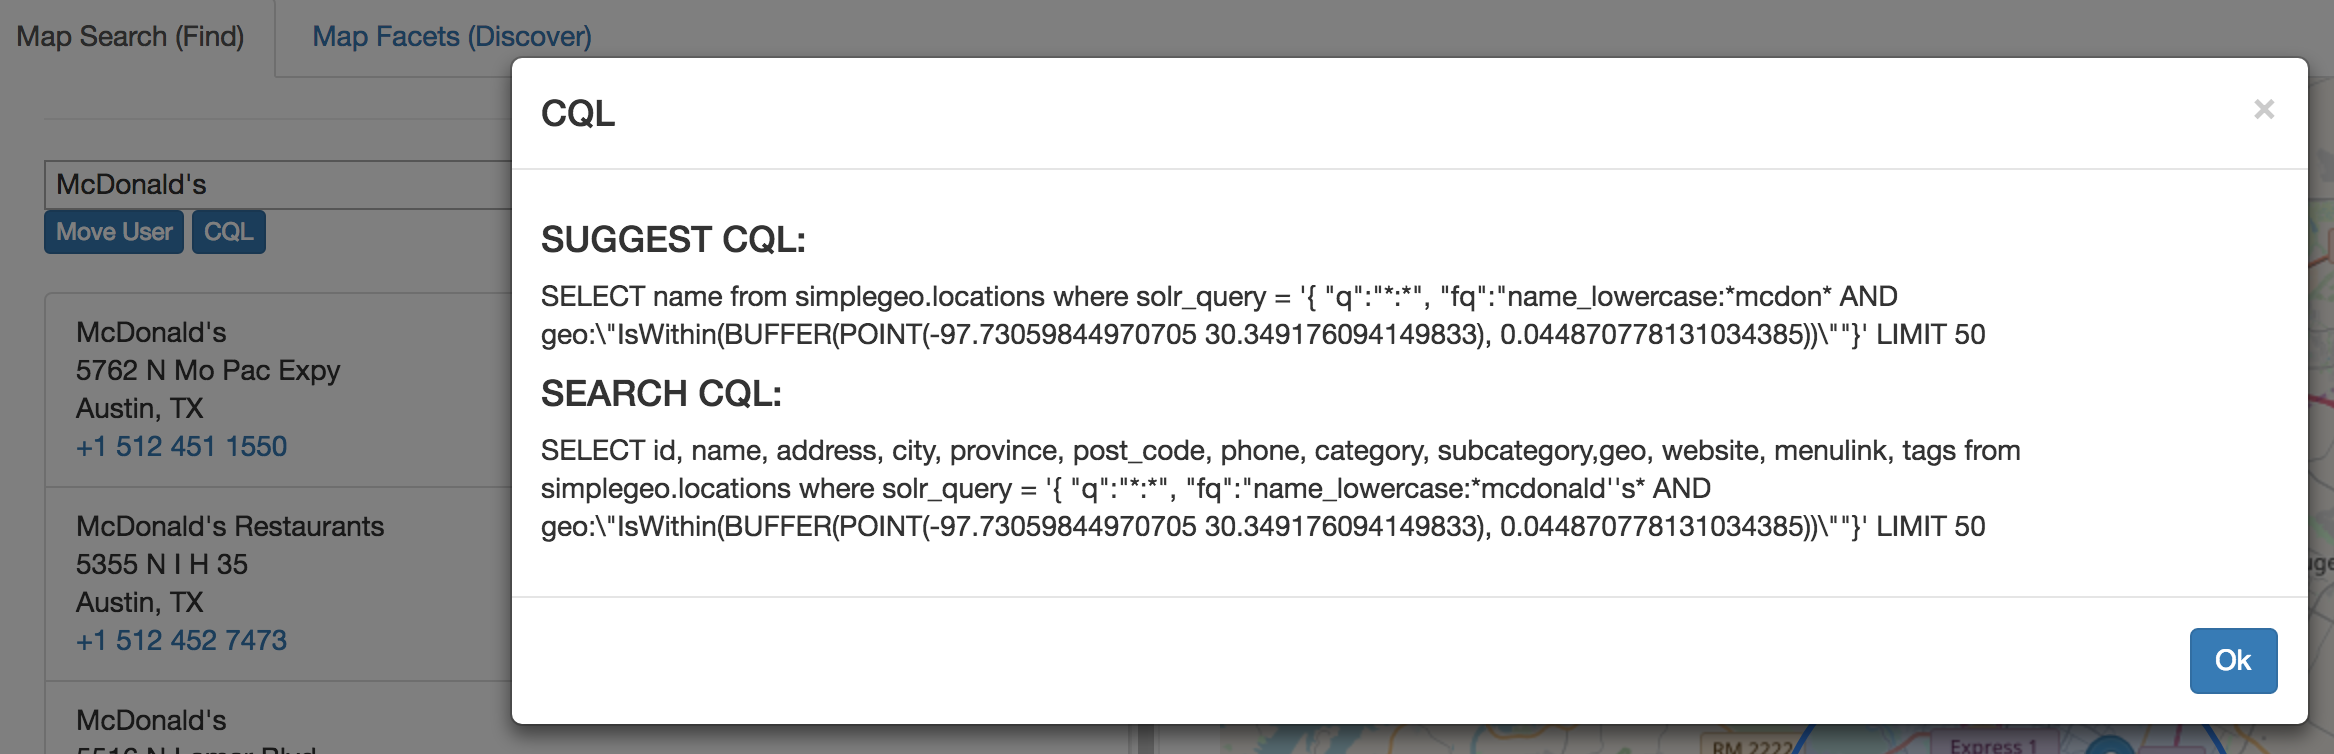 Map Search (Find)
Map Facets (Discover)
McDonald's
Move User
CQL
McDonald's
5762 N Mo Pac Expy
Austin, TX
+1 512 451 1550
McDonald's Restaurants
5355 N I H 35
Austin, TX
+1 512 452 7473
McDonald's
5516 N Lamar Blvd
CQL
×
SUGGEST CQL:
SELECT name from simplegeo.locations where solr_query = '{ "q":"*:*", "fq":"name_lowercase:*mcdon* AND
geo:\"IsWithin(BUFFER(POINT(-97.73059844970705 30.349176094149833), 0.044870778131034385))\""}' LIMIT 50
SEARCH CQL:
SELECT id, name, address, city, province, post_code, phone, category, subcategory,geo, website, menulink, tags from
simplegeo.locations where solr_query = '{ "q":"*:*", "fq":"name_lowercase:*mcdonald''s* AND
geo:\"IsWithin(BUFFER(POINT(-97.73059844970705 30.349176094149833), 0.044870778131034385))\""}' LIMIT 50
Ok
RM 2222
Express 1